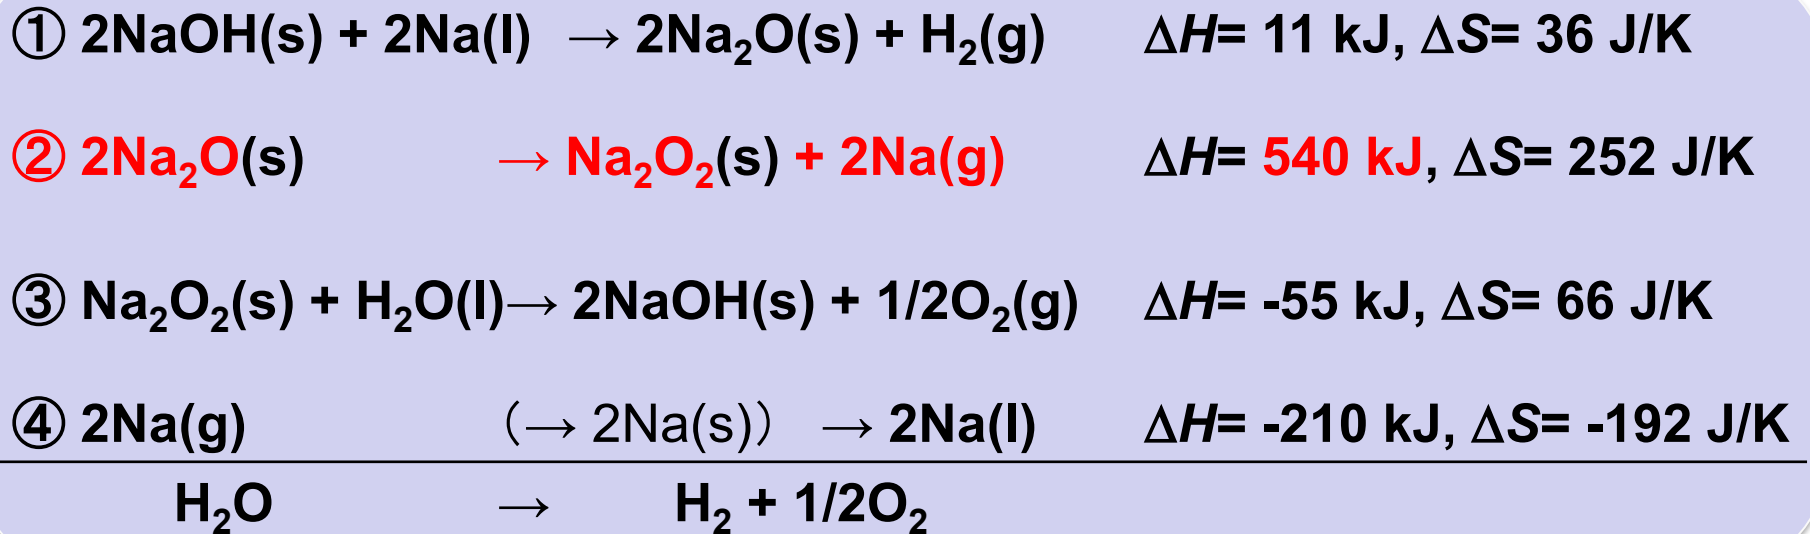 ① 2NaOH(s) + 2Na(l) → 2Na₂O(s) + H₂(g) ΔH= 11 kJ, ΔS= 36 J/K
② 2Na₂O(s) → Na₂O₂(s) + 2Na(g) ΔH= 540 kJ, ΔS= 252 J/K
③ Na₂O₂(s) + H₂O(l)→ 2NaOH(s) + 1/2O₂(g) ΔH= -55 kJ, ΔS= 66 J/K
④ 2Na(g) （→ 2Na(s)） → 2Na(l) ΔH= -210 kJ, ΔS= -192 J/K
H₂O → H₂ + 1/2O₂